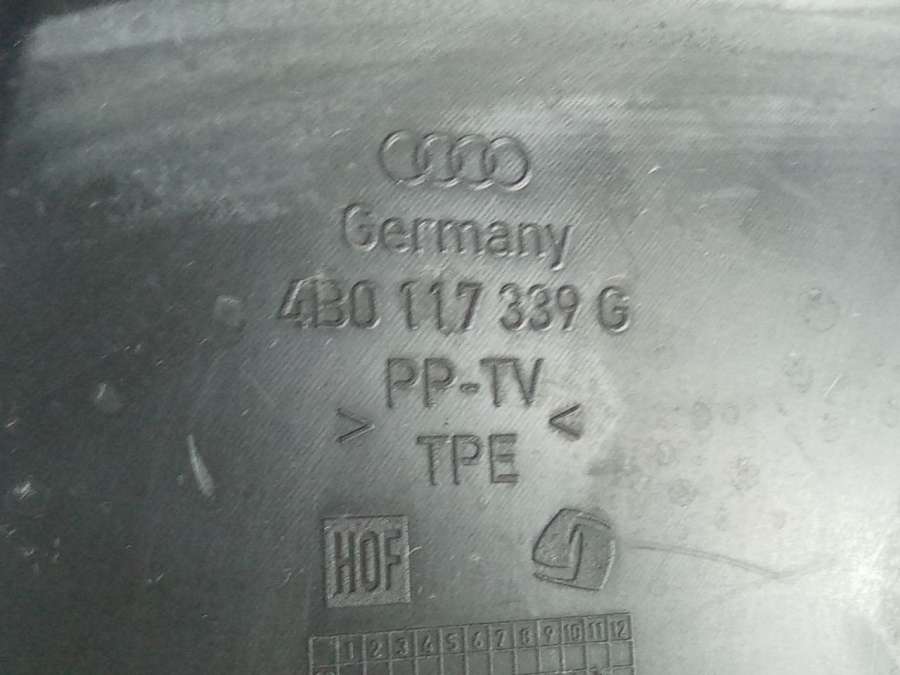 Germany
4B0 117 339 G
PP-TV
> <
TPE
HOF
1 2 3 4 5 6 7 8 9 10 11 12